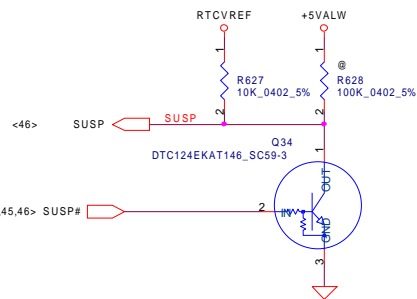 RTCVREF +5VALW
1 1
@
R627 R628
10K_0402_5% 100K_0402_5%
2 2
<46> SUSP SUSP
Q34
DTC124EKAT146_SC59-3
1
OUT
,45,46> SUSP# 2 IN
GND
3